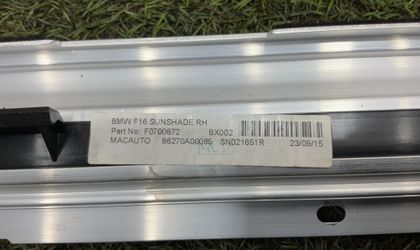 BMW F16 SUNSHADE RH
Part No: F0700672 BX002
MACAUTO 86270A00095 SN021651R 23/09/15